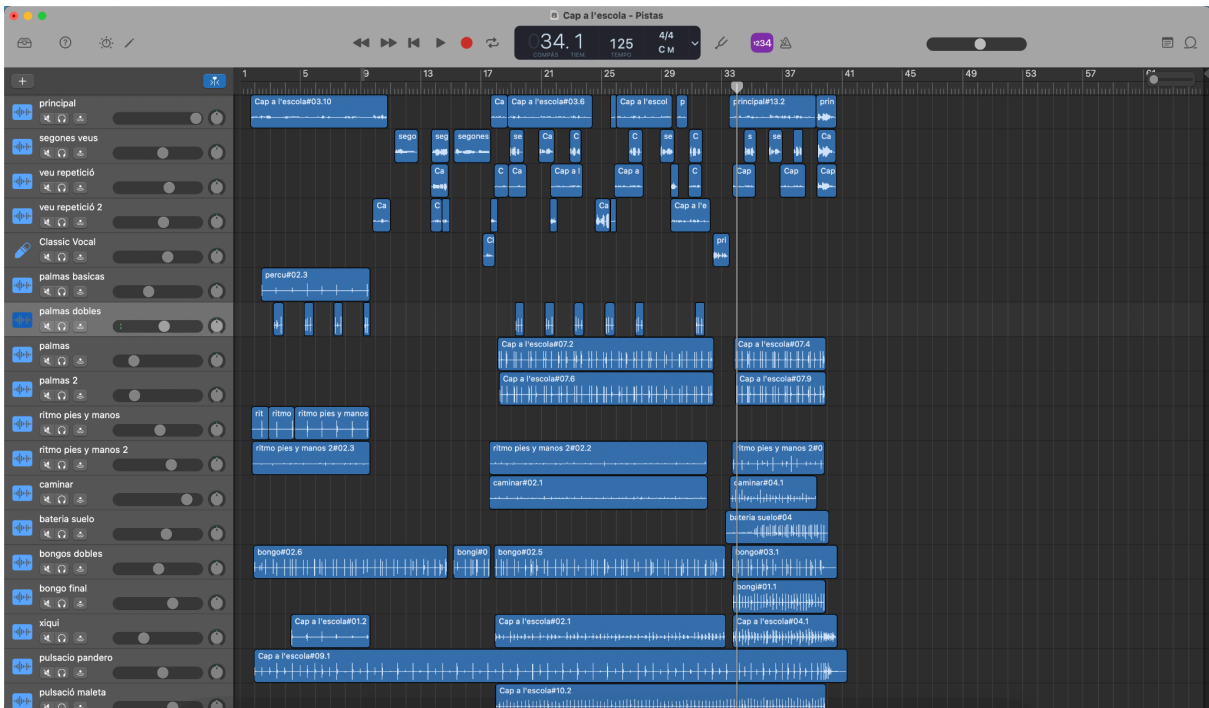 Cap a l'escola - Pistas
034.1 125 4/4 C M
COMPÁS TIEM. TEMPO
1234
1 5 9 13 17 21 25 29 33 37 41 45 49 53 57
principal
Cap a l'escola#03.10 Ca Cap a l'escola#03.6 Cap a l'escol p principal#13.2 prin
segones veus
sego seg segones se Ca C C se C s se Ca
veu repetició
Ca C Ca Cap a l Cap a C Cap Cap Cap
veu repetició 2
Ca C Ca Cap a l'e
Classic Vocal
Cl pri
palmas basicas
percu#02.3
palmas dobles
palmas
Cap a l'escola#07.2 Cap a l'escola#07.4
palmas 2
Cap a l'escola#07.6 Cap a l'escola#07.9
ritmo pies y manos
rit ritmo ritmo pies y manos
ritmo pies y manos 2
ritmo pies y manos 2#02.3 ritmo pies y manos 2#02.2 ritmo pies y manos 2#0
caminar
caminar#02.1 caminar#04.1
bateria suelo
bateria suelo#04
bongos dobles
bongo#02.6 bongi#0 bongo#02.5 bongo#03.1
bongo final
bongi#01.1
xiqui
Cap a l'escola#01.2 Cap a l'escola#02.1 Cap a l'escola#04.1
pulsacio pandero
Cap a l'escola#09.1
pulsació maleta
Cap a l'escola#10.2